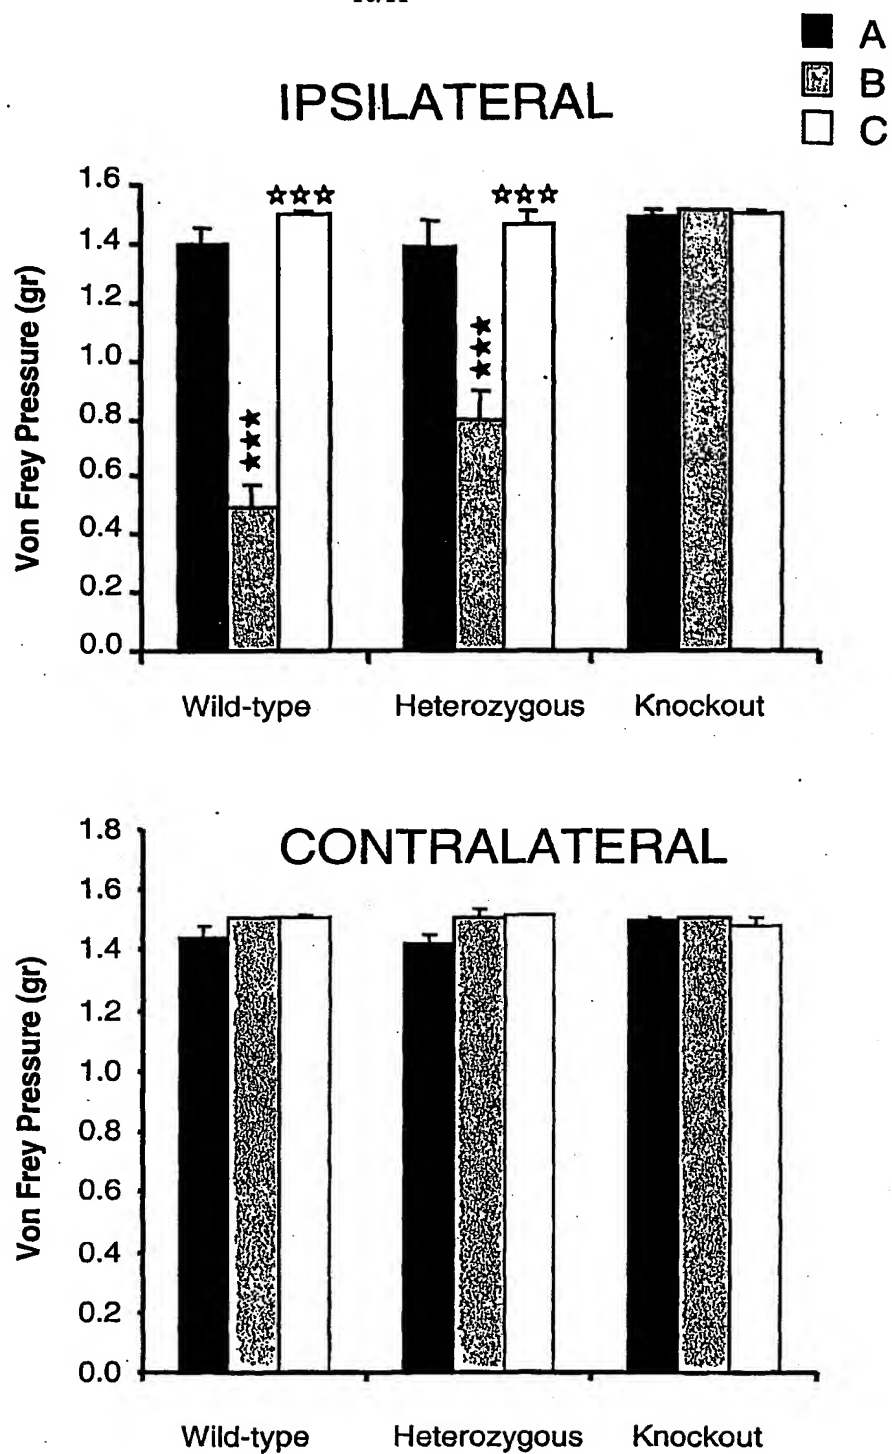 A
B
C
IPSILATERAL
☆☆☆ ☆☆☆
★★★
★★★
Von Frey Pressure (gr)
1.6
1.4
1.2
1.0
0.8
0.6
0.4
0.2
0.0
Wild-type Heterozygous Knockout
CONTRALATERAL
Von Frey Pressure (gr)
1.8
1.6
1.4
1.2
1.0
0.8
0.6
0.4
0.2
0.0
Wild-type Heterozygous Knockout